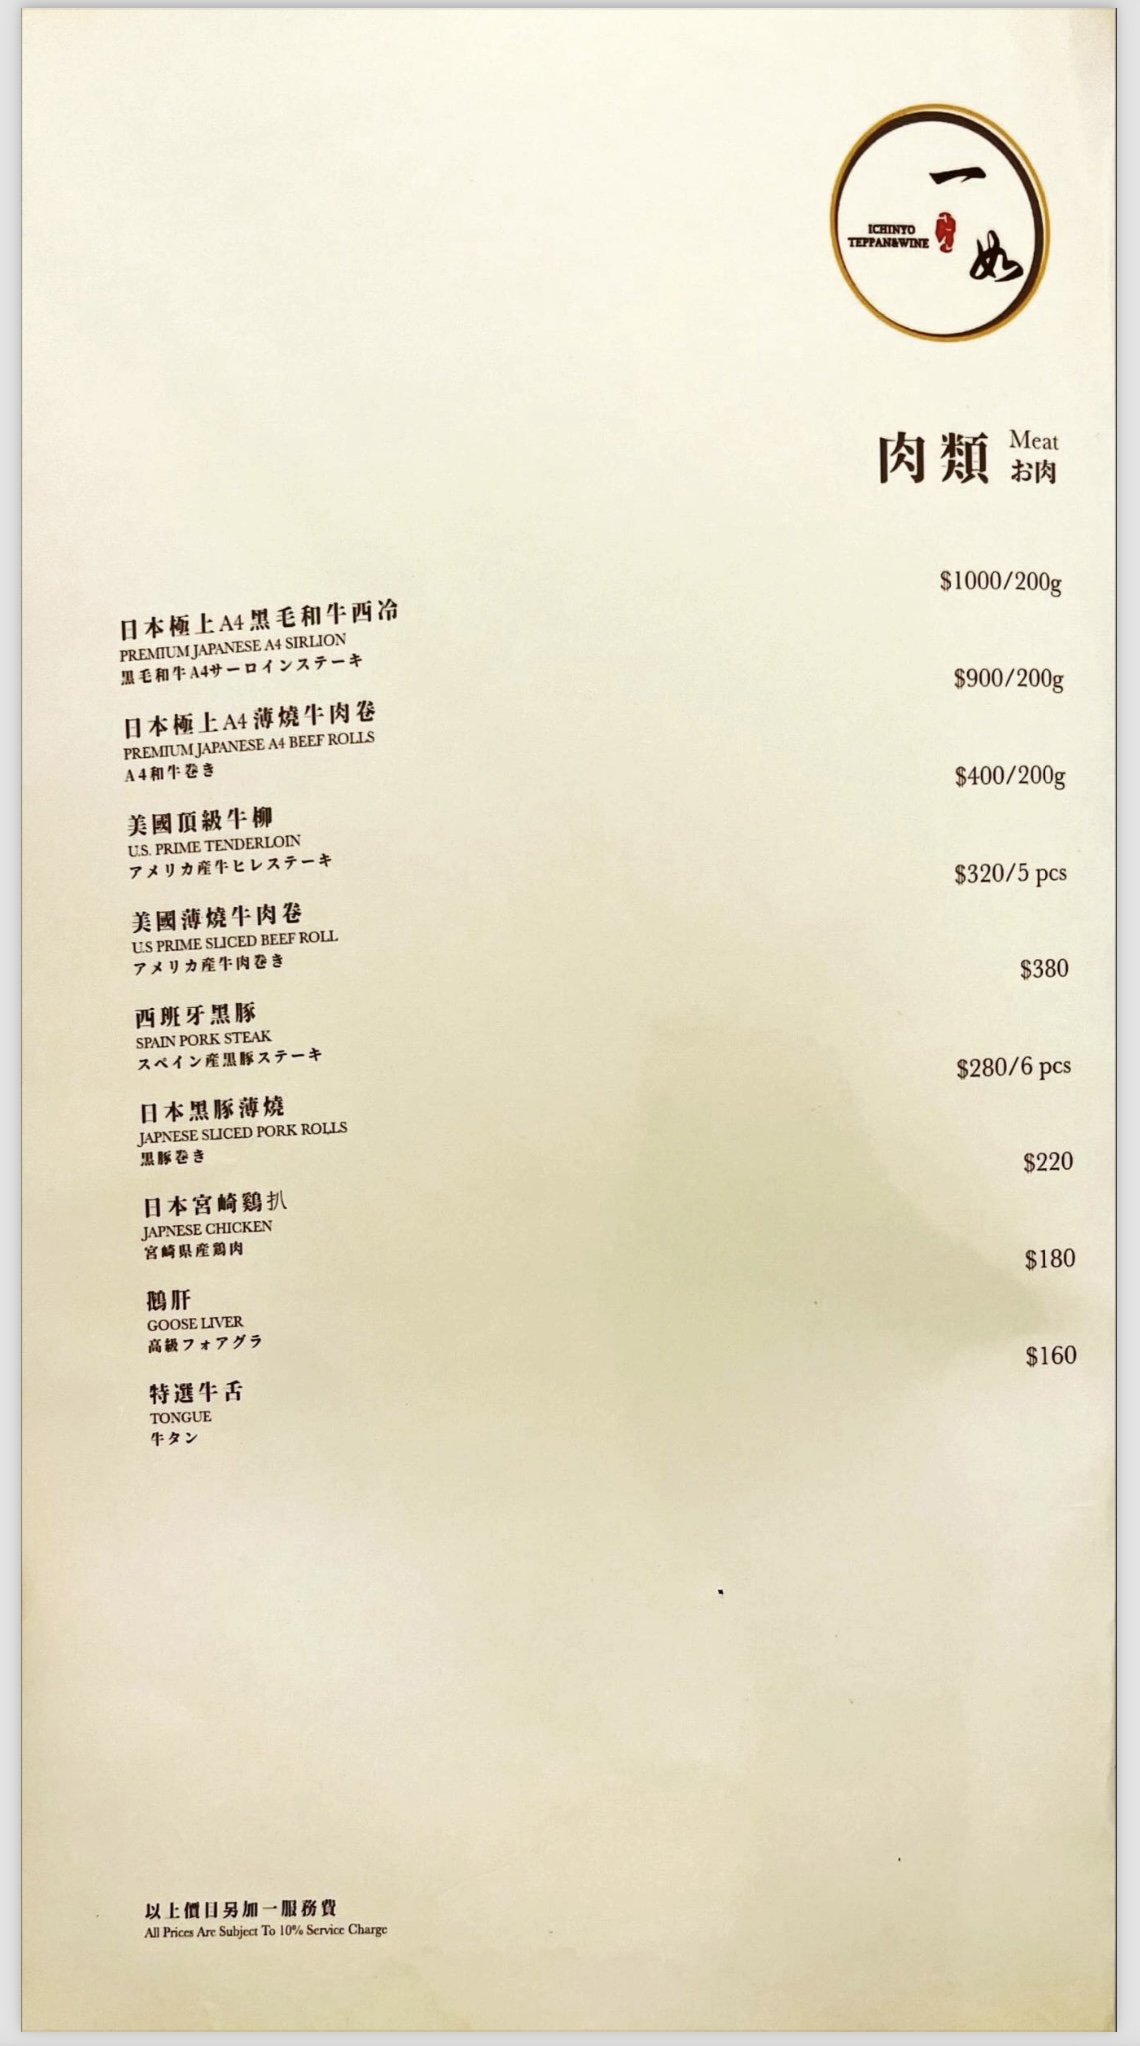 一如
ICHINYO
TEPPAN&WINE
肉類
Meat
お肉
日本極上A4黑毛和牛西冷 $1000/200g
PREMIUM JAPANESE A4 SIRLION
黒毛和牛A4サーロインステーキ
日本極上A4薄燒牛肉卷 $900/200g
PREMIUM JAPANESE A4 BEEF ROLLS
A4和牛巻き
美國頂級牛柳 $400/200g
U.S. PRIME TENDERLOIN
アメリカ産牛ヒレステーキ
美國薄燒牛肉卷 $320/5 pcs
U.S PRIME SLICED BEEF ROLL
アメリカ産牛肉巻き
西班牙黑豚 $380
SPAIN PORK STEAK
スペイン産黒豚ステーキ
日本黑豚薄燒 $280/6 pcs
JAPNESE SLICED PORK ROLLS
黒豚巻き
日本宮崎鷄扒 $220
JAPNESE CHICKEN
宮崎県産鶏肉
鵝肝 $180
GOOSE LIVER
高級フォアグラ
特選牛舌 $160
TONGUE
牛タン
以上價目另加一服務費
All Prices Are Subject To 10% Service Charge